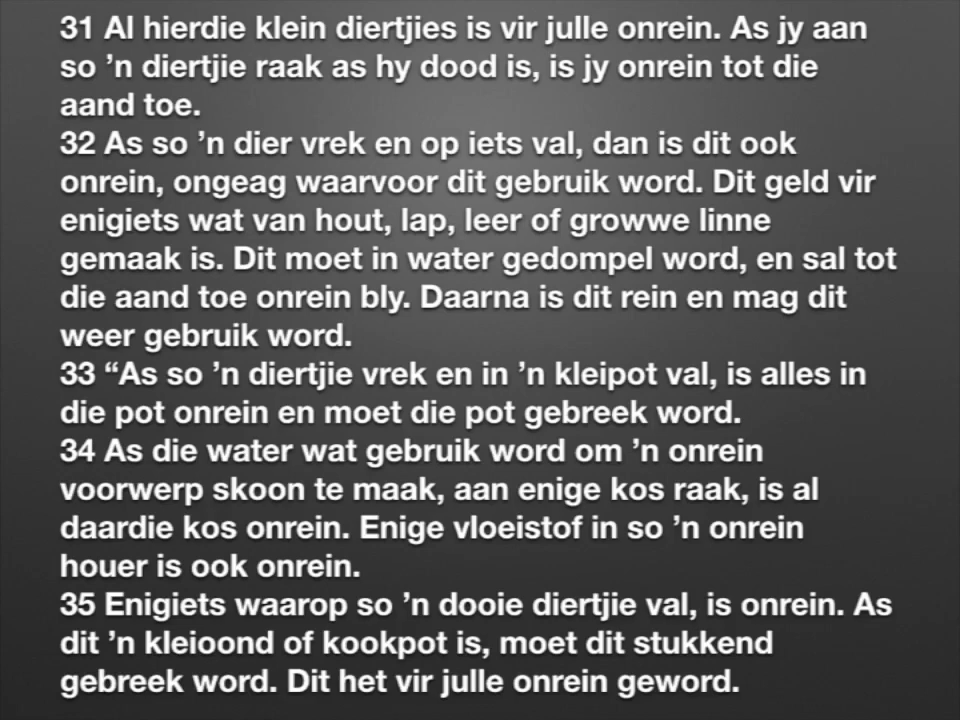 31 Al hierdie klein diertjies is vir julle onrein. As jy aan
so ’n diertjie raak as hy dood is, is jy onrein tot die
aand toe.
32 As so ’n dier vrek en op iets val, dan is dit ook
onrein, ongeag waarvoor dit gebruik word. Dit geld vir
enigiets wat van hout, lap, leer of growwe linne
gemaak is. Dit moet in water gedompel word, en sal tot
die aand toe onrein bly. Daarna is dit rein en mag dit
weer gebruik word.
33 “As so ’n diertjie vrek en in ’n kleipot val, is alles in
die pot onrein en moet die pot gebreek word.
34 As die water wat gebruik word om ’n onrein
voorwerp skoon te maak, aan enige kos raak, is al
daardie kos onrein. Enige vloeistof in so ’n onrein
houer is ook onrein.
35 Enigiets waarop so ’n dooie diertjie val, is onrein. As
dit ’n kleioond of kookpot is, moet dit stukkend
gebreek word. Dit het vir julle onrein geword.